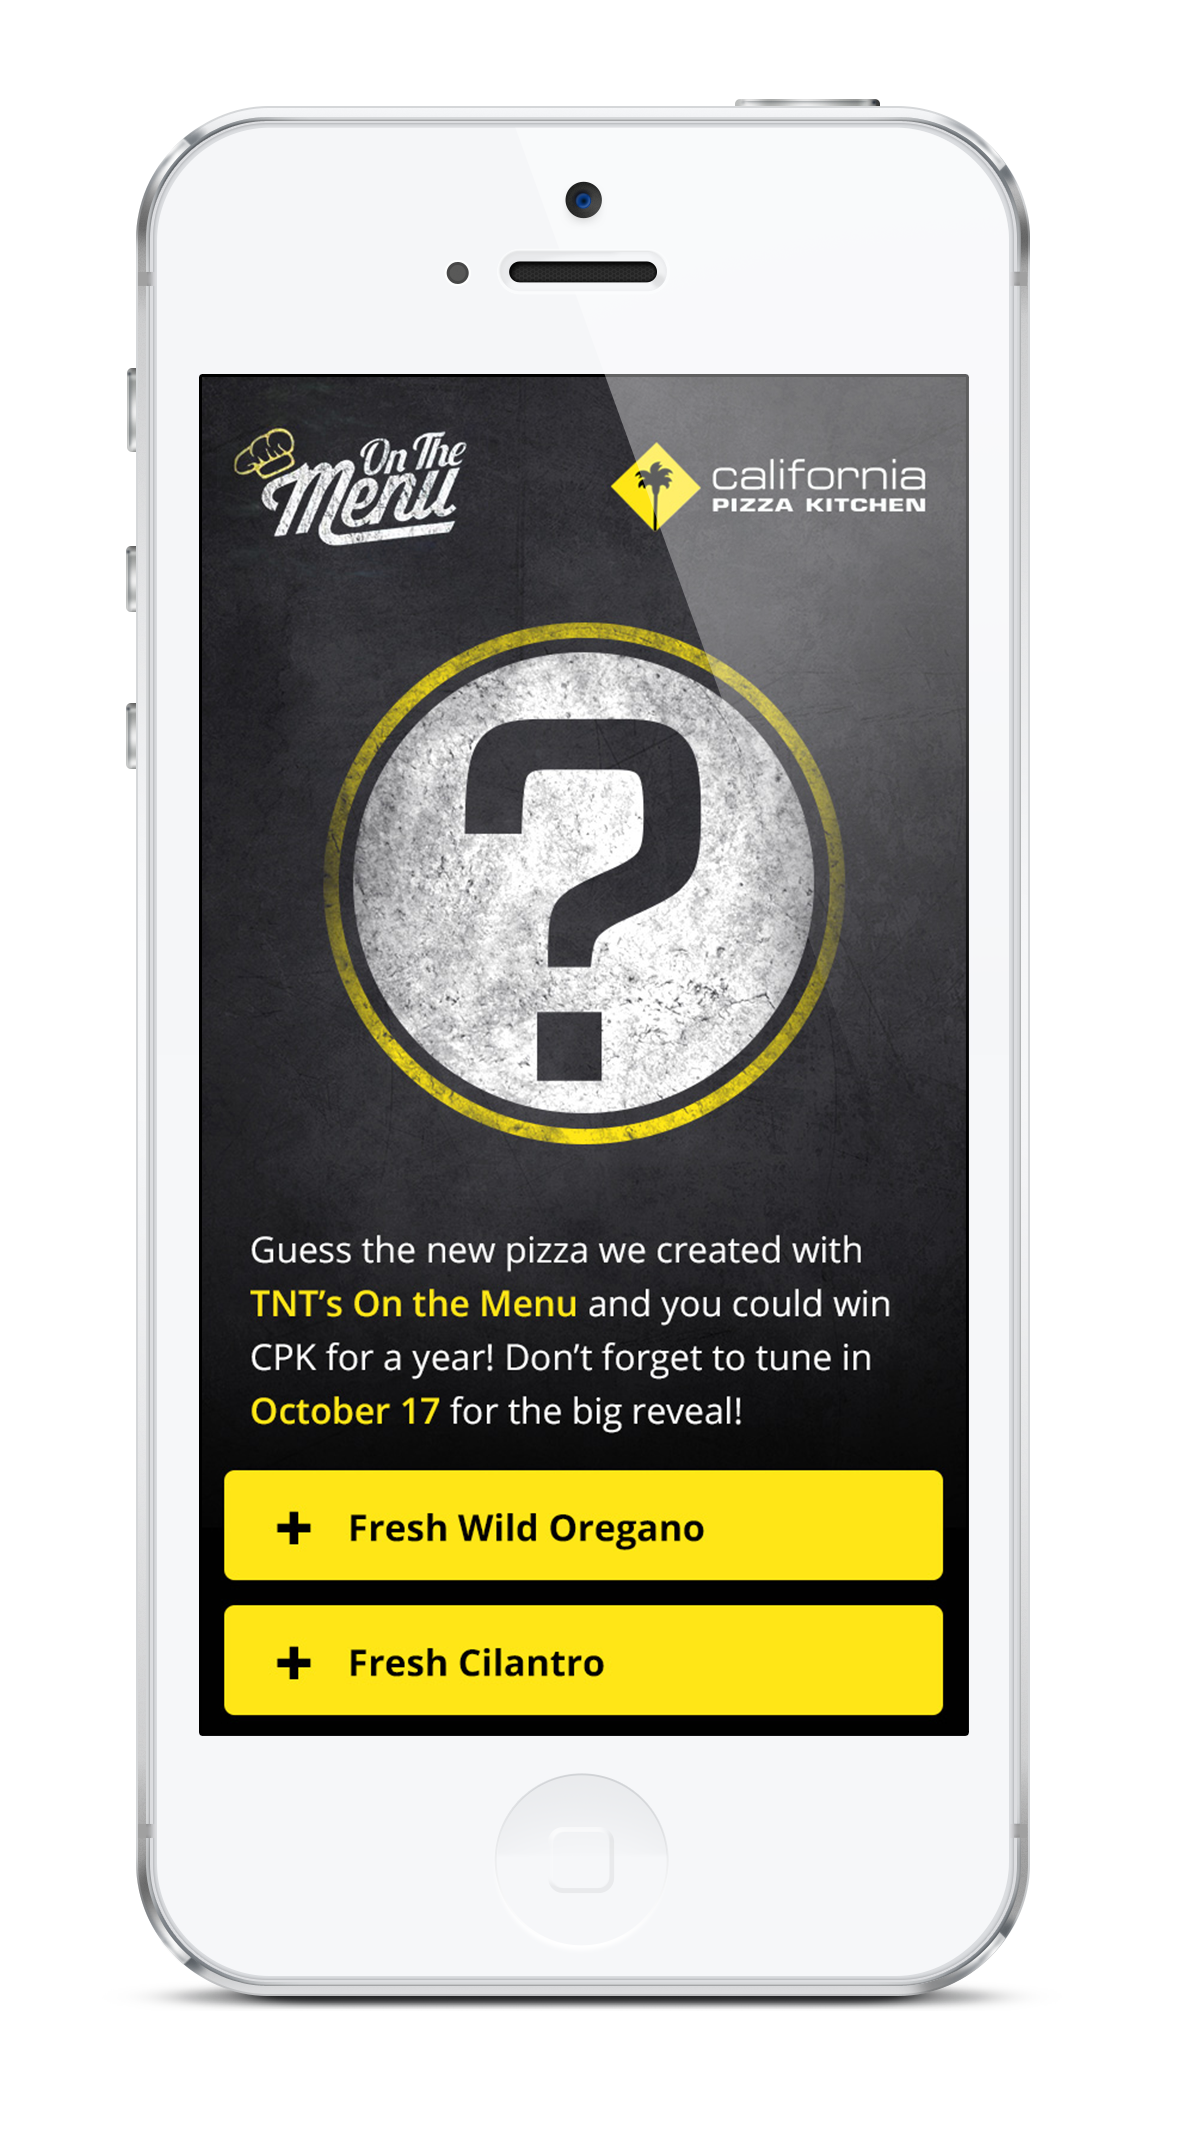 On The
Menu
california
PIZZA KITCHEN
?
Guess the new pizza we created with
TNT’s On the Menu and you could win
CPK for a year! Don’t forget to tune in
October 17 for the big reveal!
+ Fresh Wild Oregano
+ Fresh Cilantro